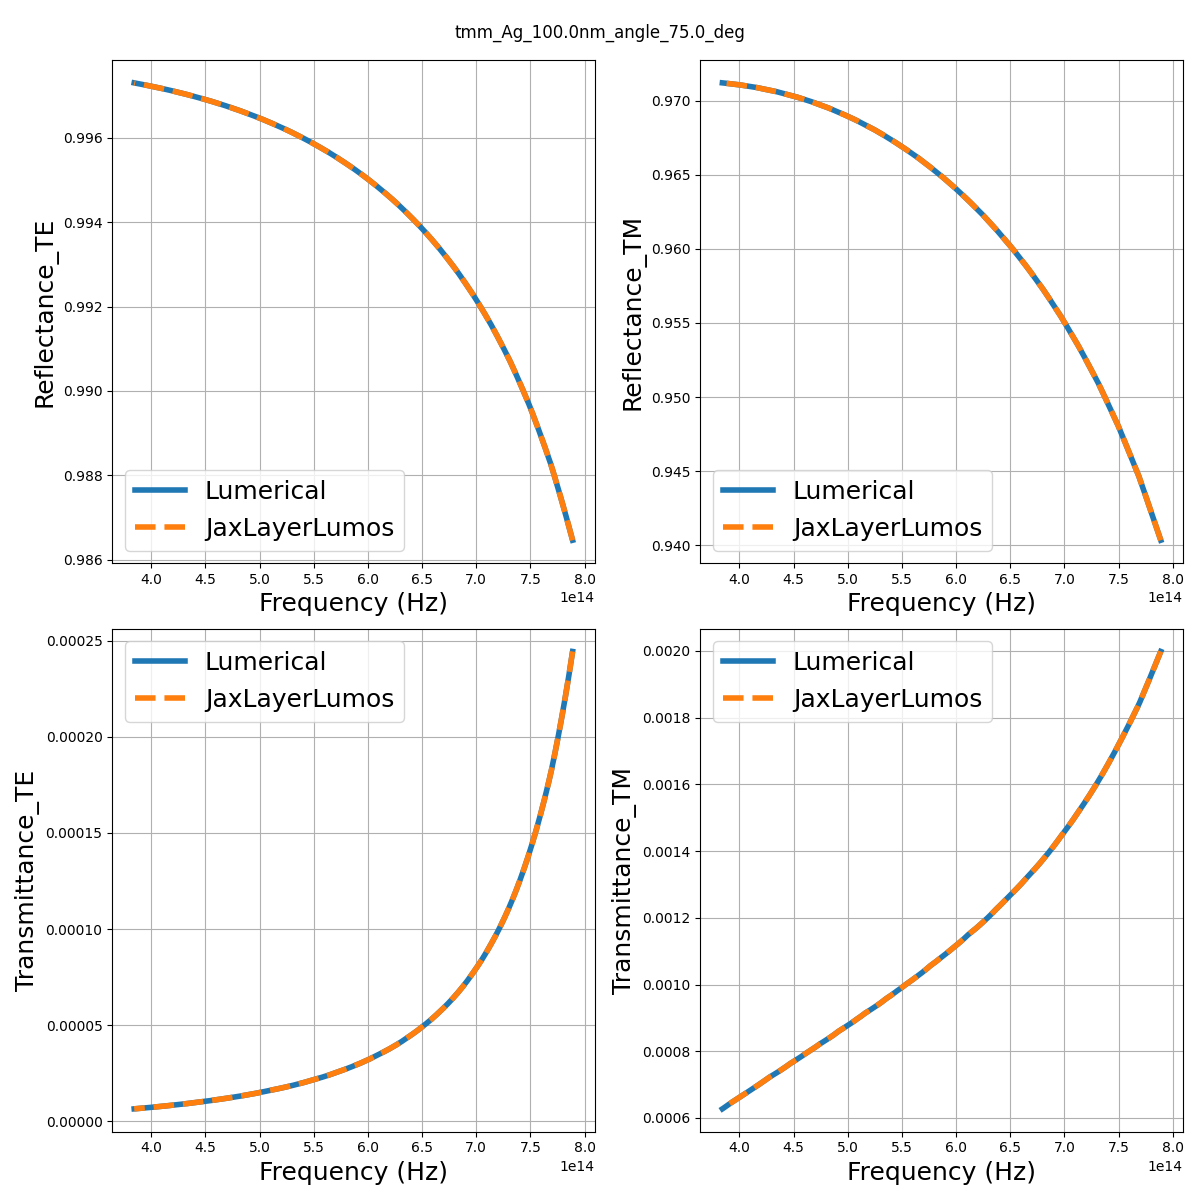 tmm_Ag_100.0nm_angle_75.0_deg
0.996
0.994
0.992
0.990
0.988
0.986
Reflectance_TE
Lumerical
JaxLayerLumos
4.0 4.5 5.0 5.5 6.0 6.5 7.0 7.5 8.0
1e14
Frequency (Hz)
0.970
0.965
0.960
0.955
0.950
0.945
0.940
Reflectance_TM
Lumerical
JaxLayerLumos
4.0 4.5 5.0 5.5 6.0 6.5 7.0 7.5 8.0
1e14
Frequency (Hz)
0.00025
0.00020
0.00015
0.00010
0.00005
0.00000
Transmittance_TE
Lumerical
JaxLayerLumos
4.0 4.5 5.0 5.5 6.0 6.5 7.0 7.5 8.0
1e14
Frequency (Hz)
0.0020
0.0018
0.0016
0.0014
0.0012
0.0010
0.0008
0.0006
Transmittance_TM
Lumerical
JaxLayerLumos
4.0 4.5 5.0 5.5 6.0 6.5 7.0 7.5 8.0
1e14
Frequency (Hz)